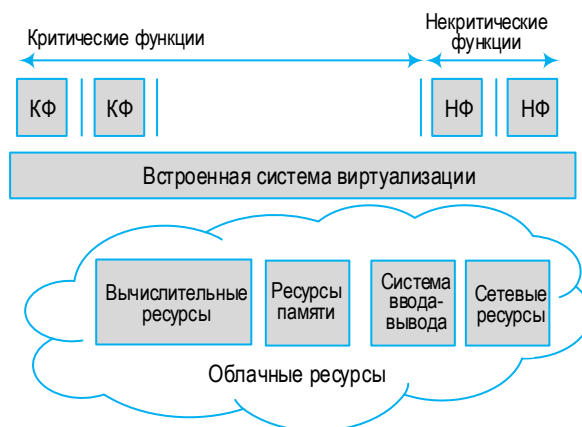 Критические функции
Некритические
функции
КФ
КФ
НФ
НФ
Встроенная система виртуализации
Вычислительные
ресурсы
Ресурсы
памяти
Система
ввода-
вывода
Сетевые
ресурсы
Облачные ресурсы